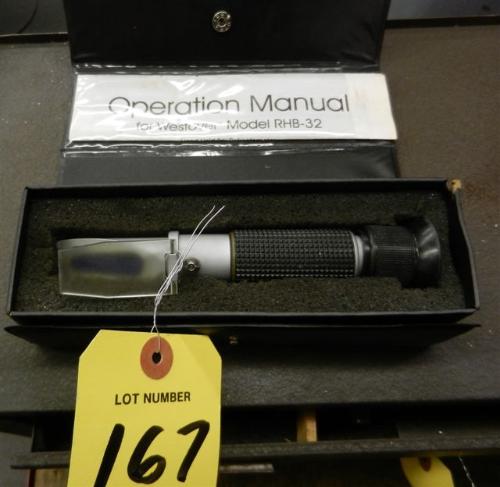 Operation Manual
for Westover Model RHB-32
LOT NUMBER
167